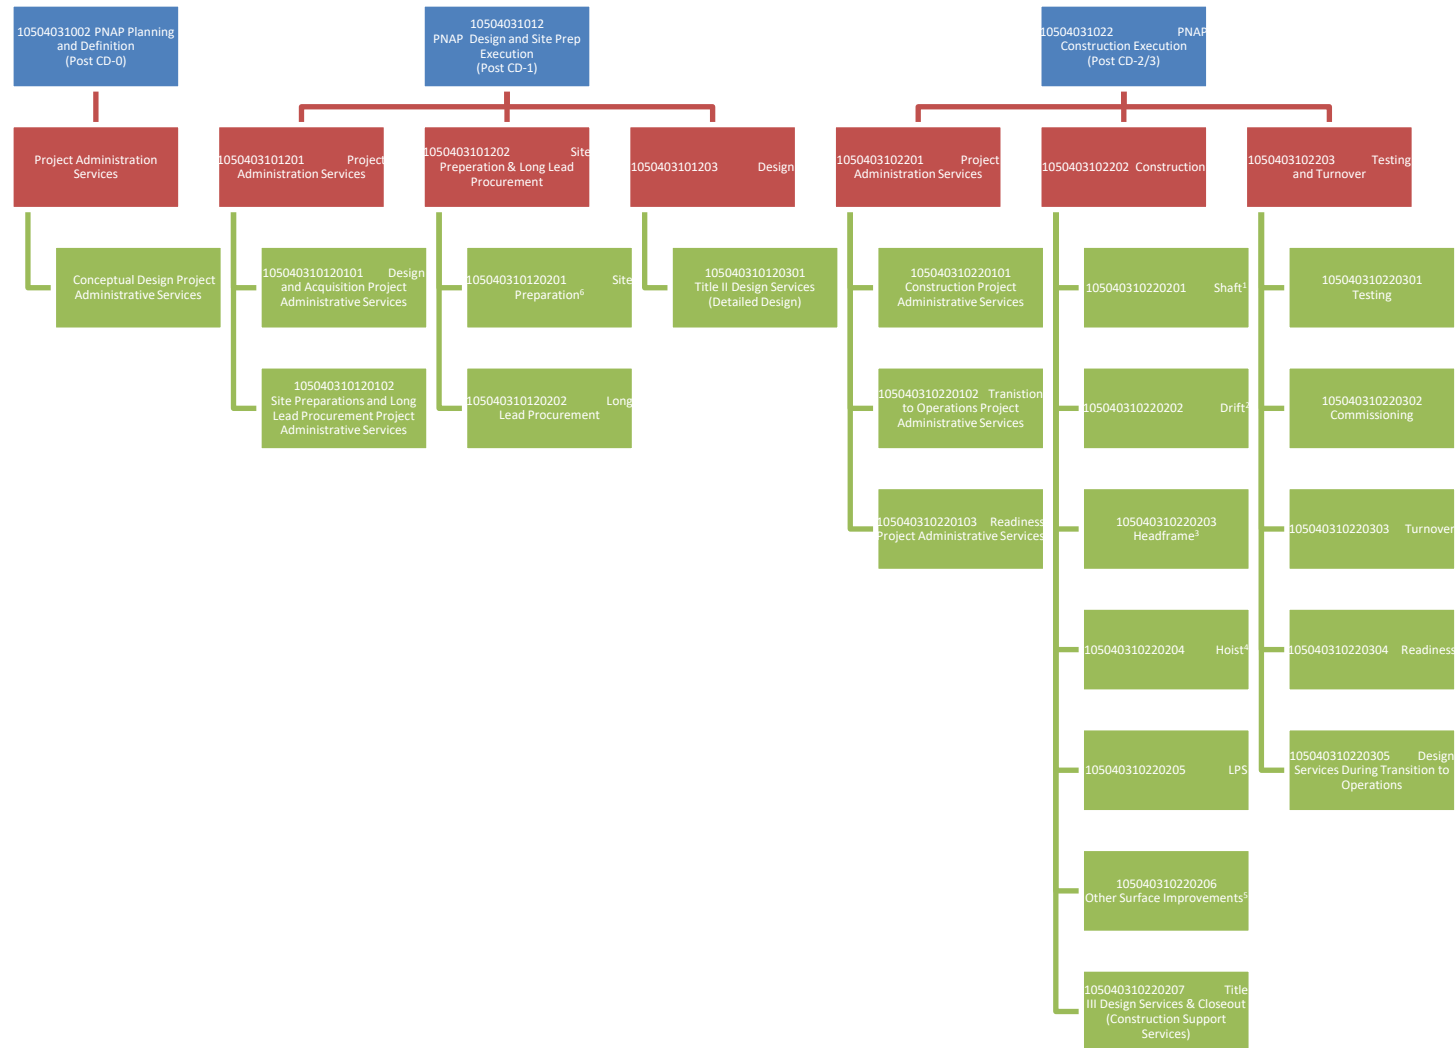 10504031002 PNAP Planning
and Definition
(Post CD-0)
10504031012
PNAP Design and Site Prep
Execution
(Post CD-1)
10504031022 PNAP
Construction Execution
(Post CD-2/3)
Project Administration
Services
1050403101201 Project
Administration Services
1050403101202 Site
Preperation & Long Lead
Procurement
1050403101203 Design
1050403102201 Project
Administration Services
1050403102202 Construction
1050403102203 Testing
and Turnover
Conceptual Design Project
Administrative Services
105040310120101 Design
and Acquisition Project
Administrative Services
105040310120201 Site
Preparation⁶
105040310120301
Title II Design Services
(Detailed Design)
105040310220101
Construction Project
Administrative Services
105040310220201 Shaft¹
105040310220301
Testing
105040310120102
Site Preparations and Long
Lead Procurement Project
Administrative Services
105040310120202 Long
Lead Procurement
105040310220102 Tranistion
to Operations Project
Administrative Services
105040310220202 Drift²
105040310220302
Commissioning
105040310220103 Readiness
Project Administrative Services
105040310220203
Headframe³
105040310220303 Turnover
105040310220204 Hoist⁴
105040310220304 Readiness
105040310220205 LPS
105040310220305 Design
Services During Transition to
Operations
105040310220206
Other Surface Improvements⁵
105040310220207 Title
III Design Services & Closeout
(Construction Support
Services)